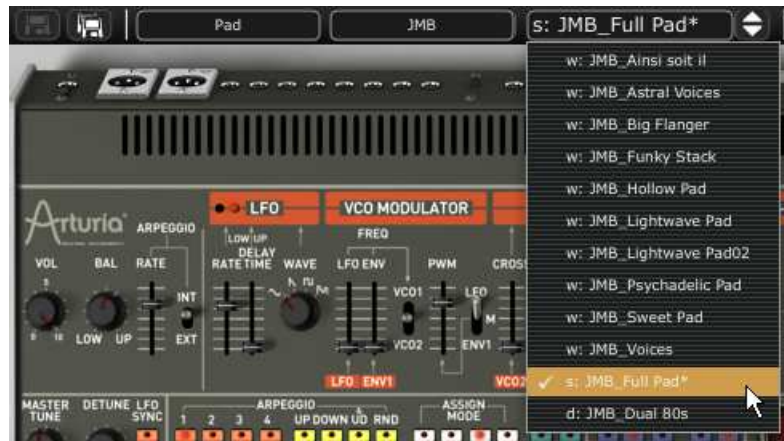 Pad
JMB
s: JMB_Full Pad*
w: JMB_Ainsi soit il
w: JMB_Astral Voices
w: JMB_Big Flanger
w: JMB_Funky Stack
w: JMB_Hollow Pad
w: JMB_Lightwave Pad
w: JMB_Lightwave Pad02
w: JMB_Psychadelic Pad
w: JMB_Sweet Pad
w: JMB_Voices
✓ s: JMB_Full Pad*
d: JMB_Dual 80s
LFO
VCO MODULATOR
Arturia
ARPEGGIO
LOW UP
DELAY
FREQ
VOL BAL RATE
RATE TIME WAVE LFO ENV PWM CROSS
INT
VCO1 LFO
5
M
0 10 LOW UP EXT
VCO2 ENV1
LFO ENV1 VCO2
MASTER TUNE
DETUNE LFO SYNC
ARPEGGIO
2 3 4 UP DOWN UD RND
ASSIGN MODE